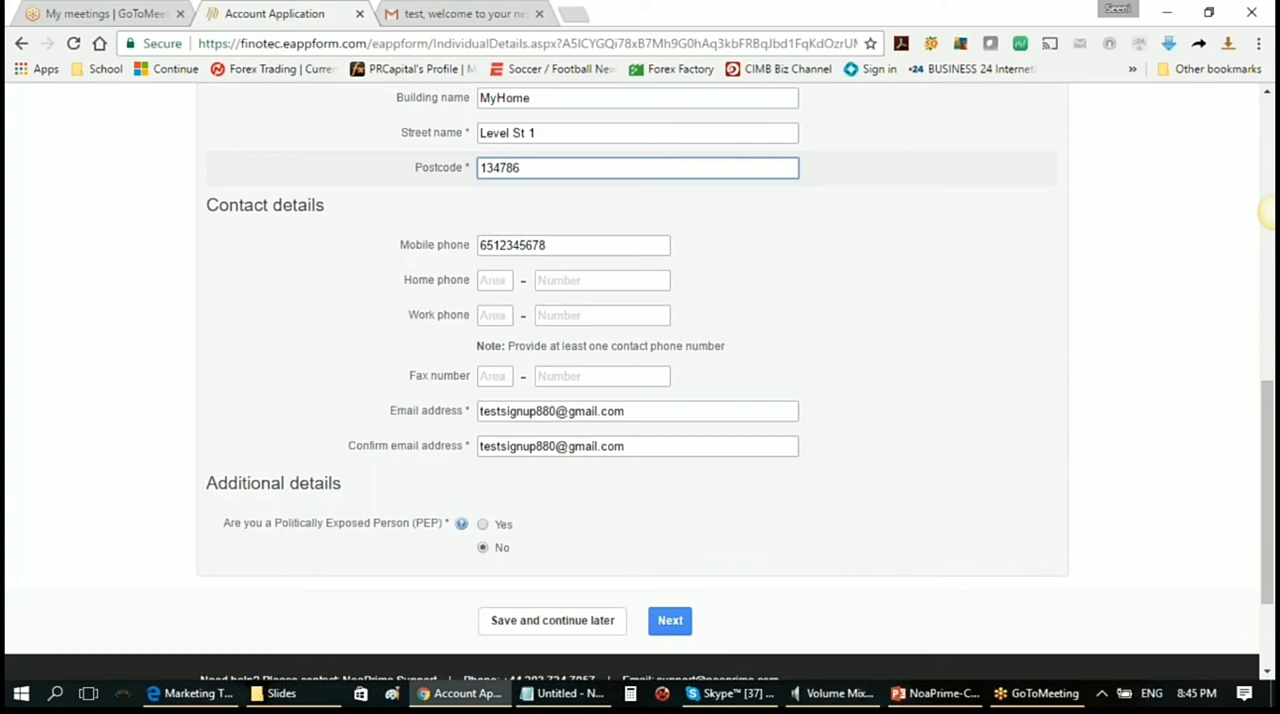 Seeni
My meetings | GoToMee
Account Application
test, welcome to your ne
Secure
https://finotec.eappform.com/eappform/IndividualDetails.aspx?
Apps
School
Continue
Forex Trading | Curre
PRCapital's Profile |
Soccer / Football New
Forex Factory
CIMB Biz Channel
Sign in
24 BUSINESS 24 Internet
»
Other bookmarks
Building name
MyHome
Street name *
Level St 1
Postcode *
134786
Contact details
Mobile phone
6512345678
Home phone
Area - Number
Work phone
Area - Number
Note: Provide at least one contact phone number
Fax number
Area - Number
Email address *
testsignup880@gmail.com
Confirm email address *
testsignup880@gmail.com
Additional details
Are you a Politically Exposed Person (PEP) *
Yes
No
Save and continue later
Next
Marketing T...
Slides
Account Ap...
Untitled - N...
Skype™ [37] ...
Volume Mix...
NoaPrime-C...
GoToMeeting
ENG
8:45 PM